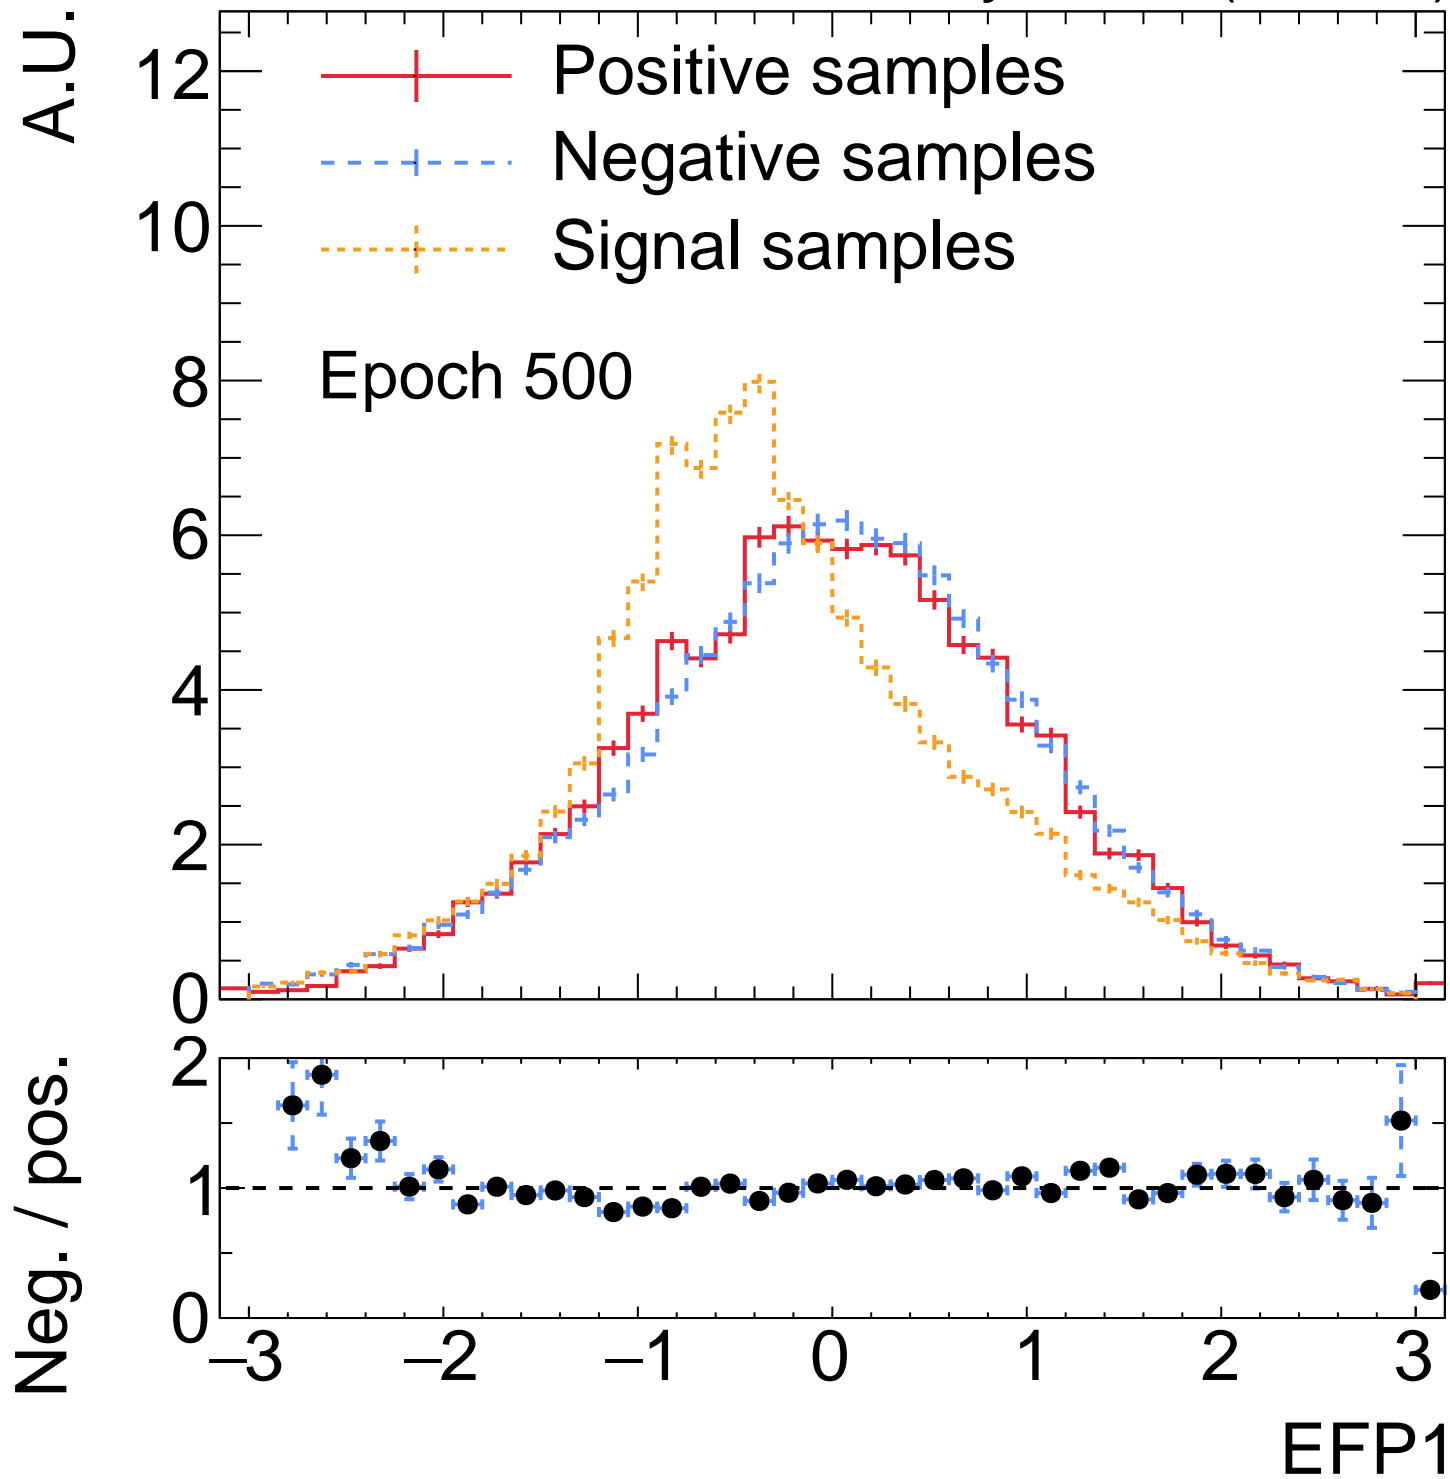 A.U.
12
10
8
6
4
2
0
Positive samples
Negative samples
Signal samples
Epoch 500
Neg. / pos.
2
1
0
–3 –2 –1 0 1 2 3
EFP1